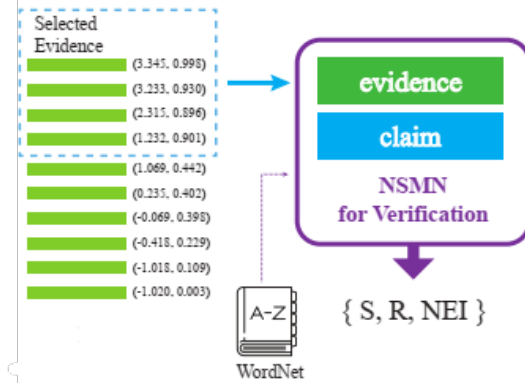 Selected
Evidence
(3.345, 0.998)
(3.233, 0.930)
(2.315, 0.896)
(1.232, 0.901)
(1.069, 0.442)
(0.235, 0.402)
(-0.069, 0.398)
(-0.418, 0.229)
(-1.018, 0.109)
(-1.020, 0.003)
evidence
claim
NSMN
for Verification
A-Z
WordNet
{ S, R, NEI }